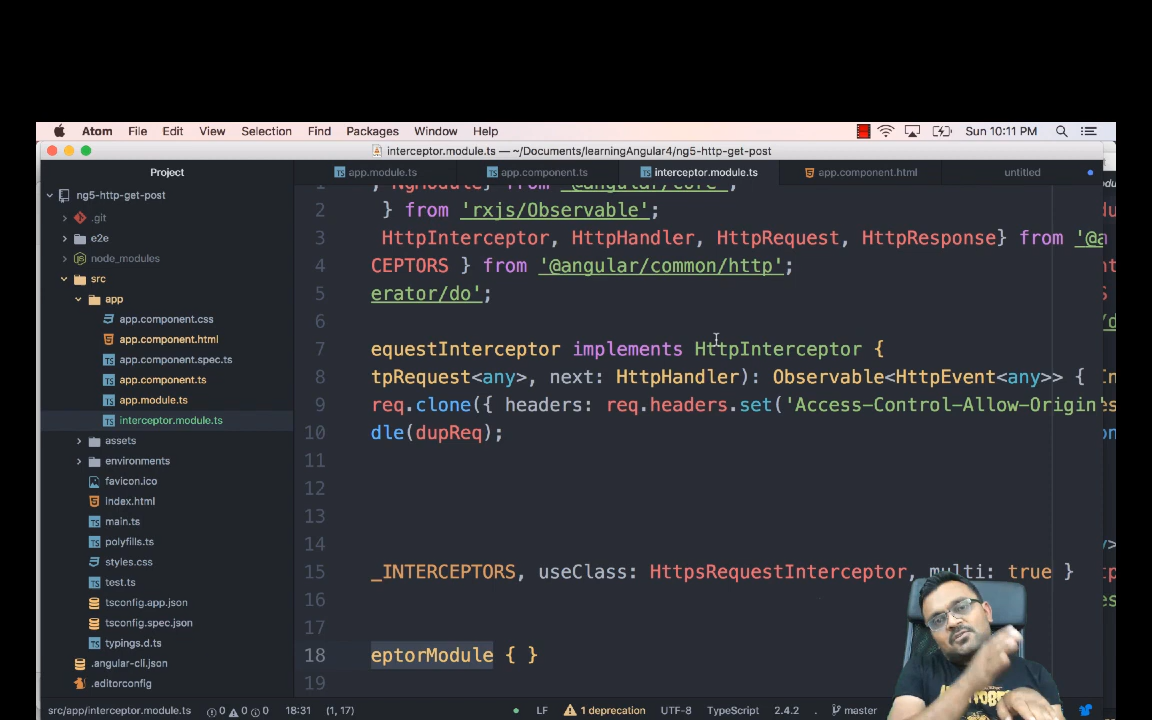 Atom File Edit View Selection Find Packages Window Help Sun 10:11 PM
interceptor.module.ts — ~/Documents/learningAngular4/ng5-http-get-post
Project
app.module.ts app.component.ts interceptor.module.ts app.component.html untitled
ng5-http-get-post
.git
e2e
node_modules
src
app
app.component.css
app.component.html
app.component.spec.ts
app.component.ts
app.module.ts
interceptor.module.ts
assets
environments
favicon.ico
index.html
main.ts
polyfills.ts
styles.css
test.ts
tsconfig.app.json
tsconfig.spec.json
typings.d.ts
.angular-cli.json
.editorconfig
1 , NgModule} from '@angular/core';
2 } from 'rxjs/Observable';
3 HttpInterceptor, HttpHandler, HttpRequest, HttpResponse} from '@a
4 CEPTORS } from '@angular/common/http';
5 erator/do';
6
7 equestInterceptor implements HttpInterceptor {
8 tpRequest<any>, next: HttpHandler): Observable<HttpEvent<any>> {
9 req.clone({ headers: req.headers.set('Access-Control-Allow-Origin'
10 dle(dupReq);
11
12
13
14
15 _INTERCEPTORS, useClass: HttpsRequestInterceptor, multi: true }
16
17
18 eptorModule { }
19
src/app/interceptor.module.ts 0 0 0 18:31 (1, 17) LF 1 deprecation UTF-8 TypeScript 2.4.2 master